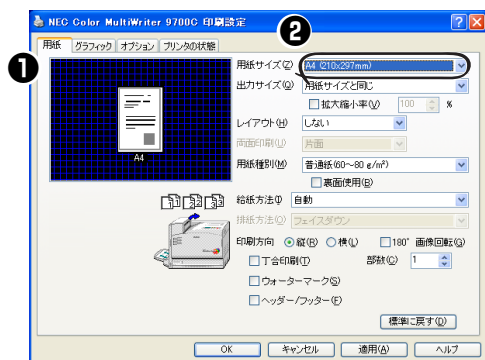 NEC Color MultiWriter 9700C 印刷設定
❷
用紙 グラフィック オプション プリンタの状態
❶
用紙サイズ(Z) A4 (210x297mm)
出力サイズ(Q) 用紙サイズと同じ
拡大縮小率(V) 100 %
レイアウト(H) しない
両面印刷(U) 片面
A4
用紙種別(M) 普通紙(60～80 g/m²)
裏面使用(B)
給紙方法(I) 自動
排紙方法(O) フェイスダウン
印刷方向 縦(R) 横(L) 180° 画像回転(G)
丁合印刷(T) 部数(C) 1
ウォーターマーク(S)
ヘッダー/フッター(E)
標準に戻す(D)
OK キャンセル 適用(A) ヘルプ